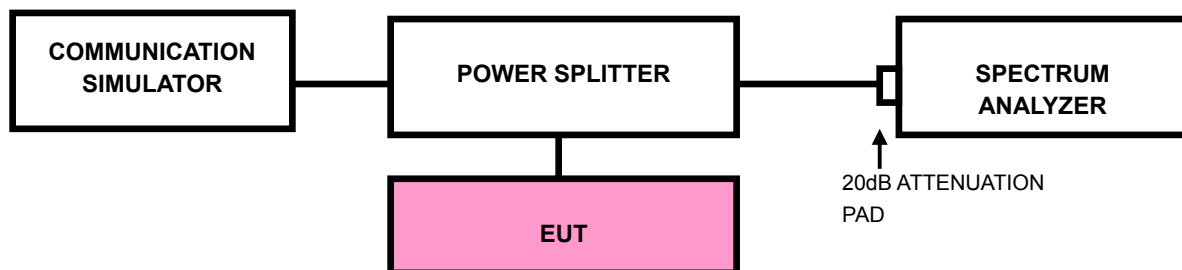 COMMUNICATION
SIMULATOR
POWER SPLITTER
SPECTRUM
ANALYZER
20dB ATTENUATION
PAD
EUT